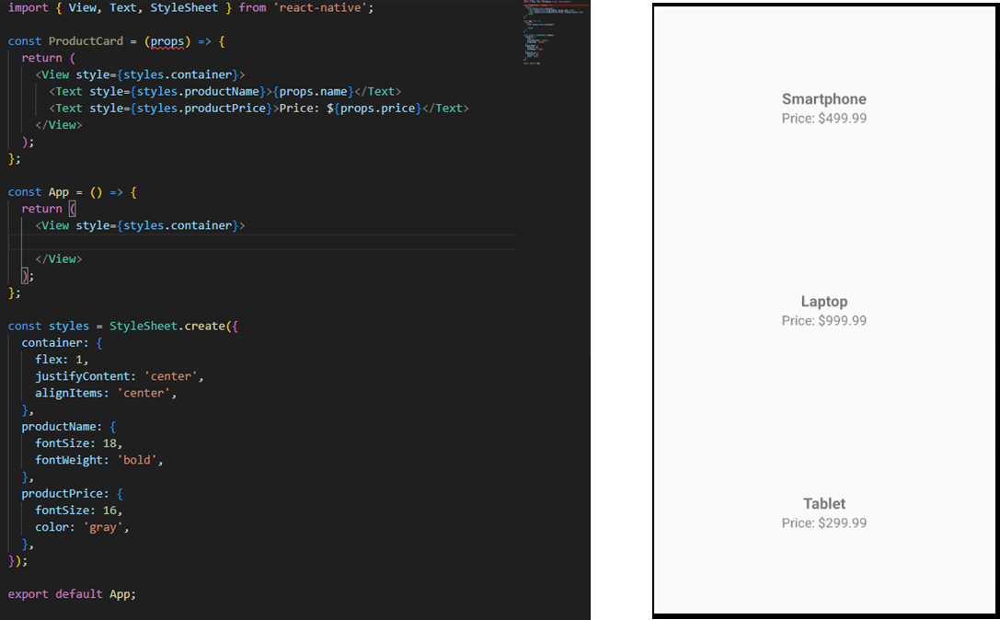 import { View, Text, StyleSheet } from 'react-native';
const ProductCard = (props) => {
return (
<View style={styles.container}>
<Text style={styles.productName}>{props.name}</Text>
<Text style={styles.productPrice}>Price: ${props.price}</Text>
</View>
);
};
const App = () => {
return (
<View style={styles.container}>
</View>
);
};
const styles = StyleSheet.create({
container: {
flex: 1,
justifyContent: 'center',
alignItems: 'center',
},
productName: {
fontSize: 18,
fontWeight: 'bold',
},
productPrice: {
fontSize: 16,
color: 'gray',
},
});
export default App;
Smartphone
Price: $499.99
Laptop
Price: $999.99
Tablet
Price: $299.99